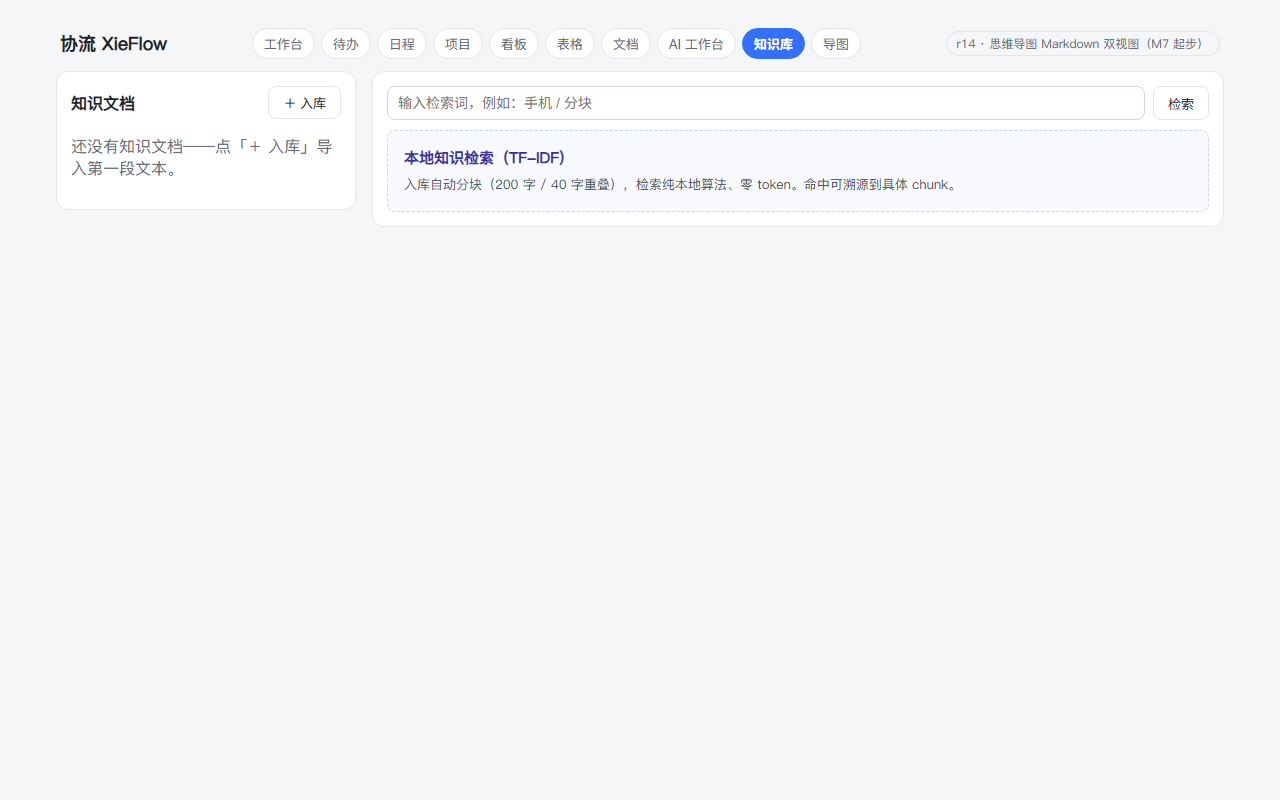 协流 XieFlow
工作台
待办
日程
项目
看板
表格
文档
AI 工作台
知识库
导图
r14 · 思维导图 Markdown 双视图（M7 起步）
知识文档
＋ 入库
还没有知识文档——点「＋ 入库」导
入第一段文本。
输入检索词，例如：手机 / 分块
检索
本地知识检索（TF-IDF）
入库自动分块（200 字 / 40 字重叠），检索纯本地算法、零 token。命中可溯源到具体 chunk。